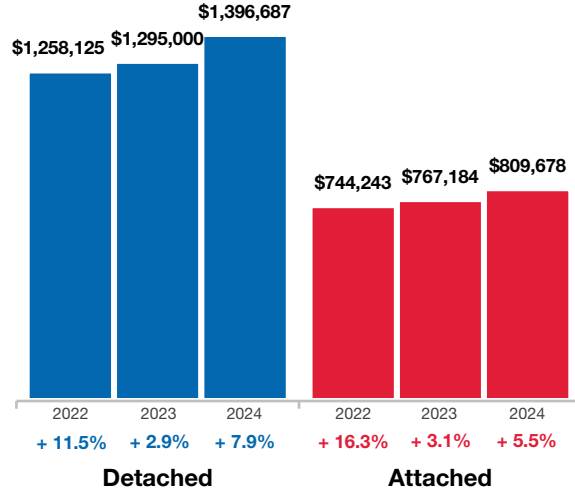 $1,396,687
$1,258,125 $1,295,000
$809,678
$744,243 $767,184
2022 2023 2024 2022 2023 2024
+ 11.5% + 2.9% + 7.9% + 16.3% + 3.1% + 5.5%
Detached Attached